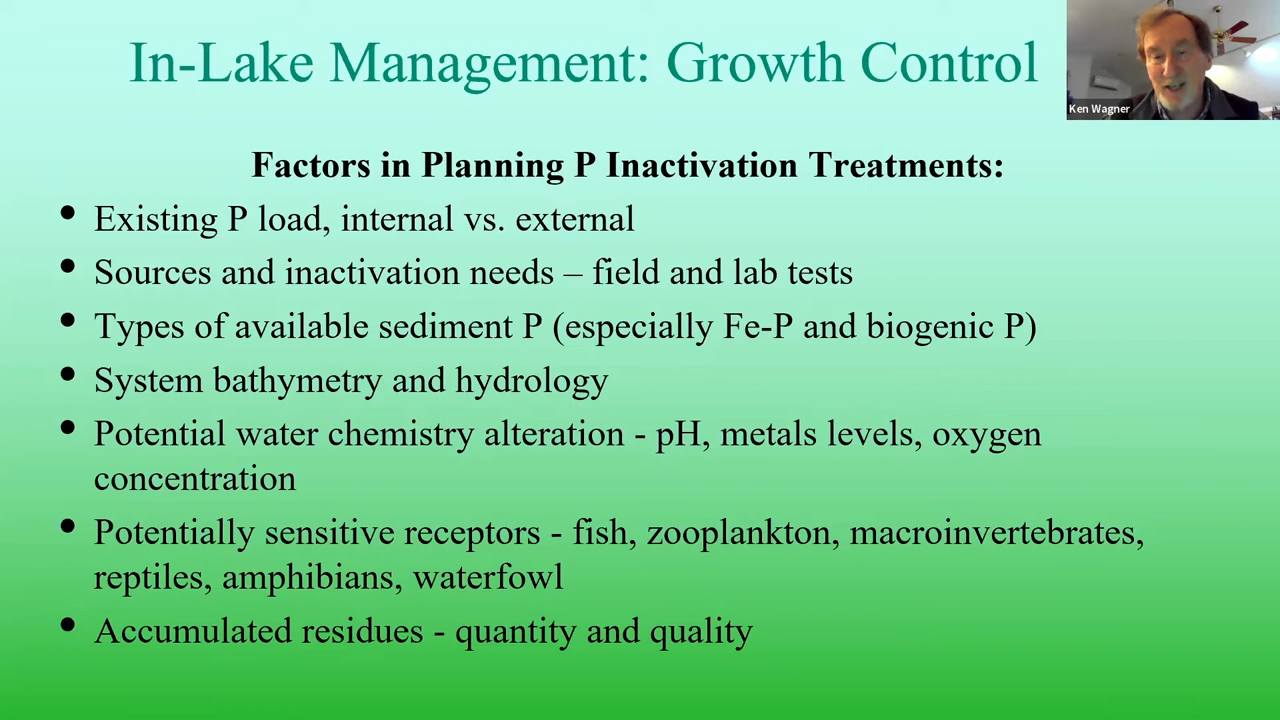 In-Lake Management: Growth Control
Ken Wagner
Factors in Planning P Inactivation Treatments:
• Existing P load, internal vs. external
• Sources and inactivation needs – field and lab tests
• Types of available sediment P (especially Fe-P and biogenic P)
• System bathymetry and hydrology
• Potential water chemistry alteration - pH, metals levels, oxygen
concentration
• Potentially sensitive receptors - fish, zooplankton, macroinvertebrates,
reptiles, amphibians, waterfowl
• Accumulated residues - quantity and quality